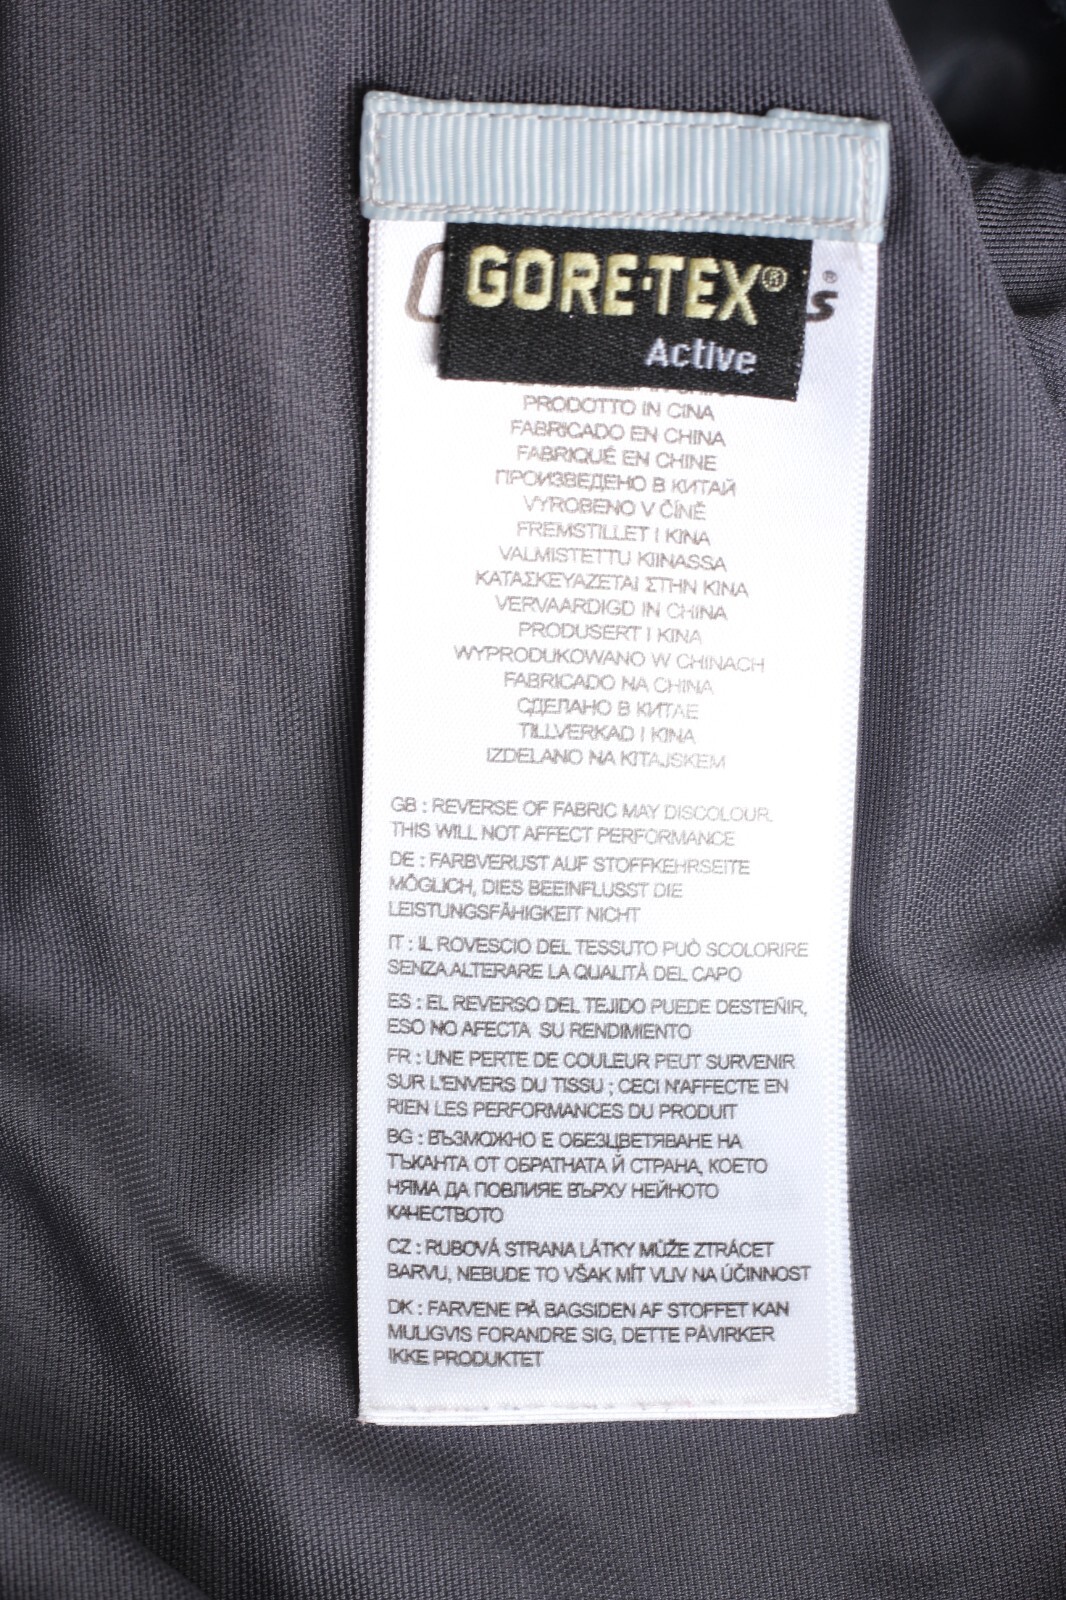 GORE-TEX®
Active
s®
PRODOTTO IN CINA
FABRICADO EN CHINA
FABRIQUÉ EN CHINE
ПРОИЗВЕДЕНО В КИТАЙ
VYROBENO V ČÍNĚ
FREMSTILLET I KINA
VALMISTETTU KIINASSA
ΚΑΤΑΣΚΕΥΑΖΕΤΑΙ ΣΤΗΝ ΚΙΝΑ
VERVAARDIGD IN CHINA
PRODUSERT I KINA
WYPRODUKOWANO W CHINACH
FABRICADO NA CHINA
СДЕЛАНО В КИТАЕ
TILLVERKAD I KINA
IZDELANO NA KITAJSKEM
GB : REVERSE OF FABRIC MAY DISCOLOUR.
THIS WILL NOT AFFECT PERFORMANCE
DE : FARBVERUST AUF STOFFKEHRSEITE
MÖGLICH, DIES BEEINFLUSST DIE
LEISTUNGSFÄHIGKEIT NICHT
IT : IL ROVESCIO DEL TESSUTO PUÒ SCOLORIRE
SENZA ALTERARE LA QUALITÀ DEL CAPO
ES : EL REVERSO DEL TEJIDO PUEDE DESTEÑIR,
ESO NO AFECTA SU RENDIMIENTO
FR : UNE PERTE DE COULEUR PEUT SURVENIR
SUR L'ENVERS DU TISSU ; CECI N'AFFECTE EN
RIEN LES PERFORMANCES DU PRODUIT
BG : ВЪЗМОЖНО Е ОБЕЗЦВЕТЯВАНЕ НА
ТЪКАНТА ОТ ОБРАТНАТА Й СТРАНА, КОЕТО
НЯМА ДА ПОВЛИЯЕ ВЪРХУ НЕЙНОТО
КАЧЕСТВОТО
CZ : RUBOVÁ STRANA LÁTKY MŮŽE ZTRÁCET
BARVU, NEBUDE TO VŠAK MÍT VLIV NA ÚČINNOST
DK : FARVENE PÅ BAGSIDEN AF STOFFET KAN
MULIGVIS FORANDRE SIG, DETTE PÅVIRKER
IKKE PRODUKTET